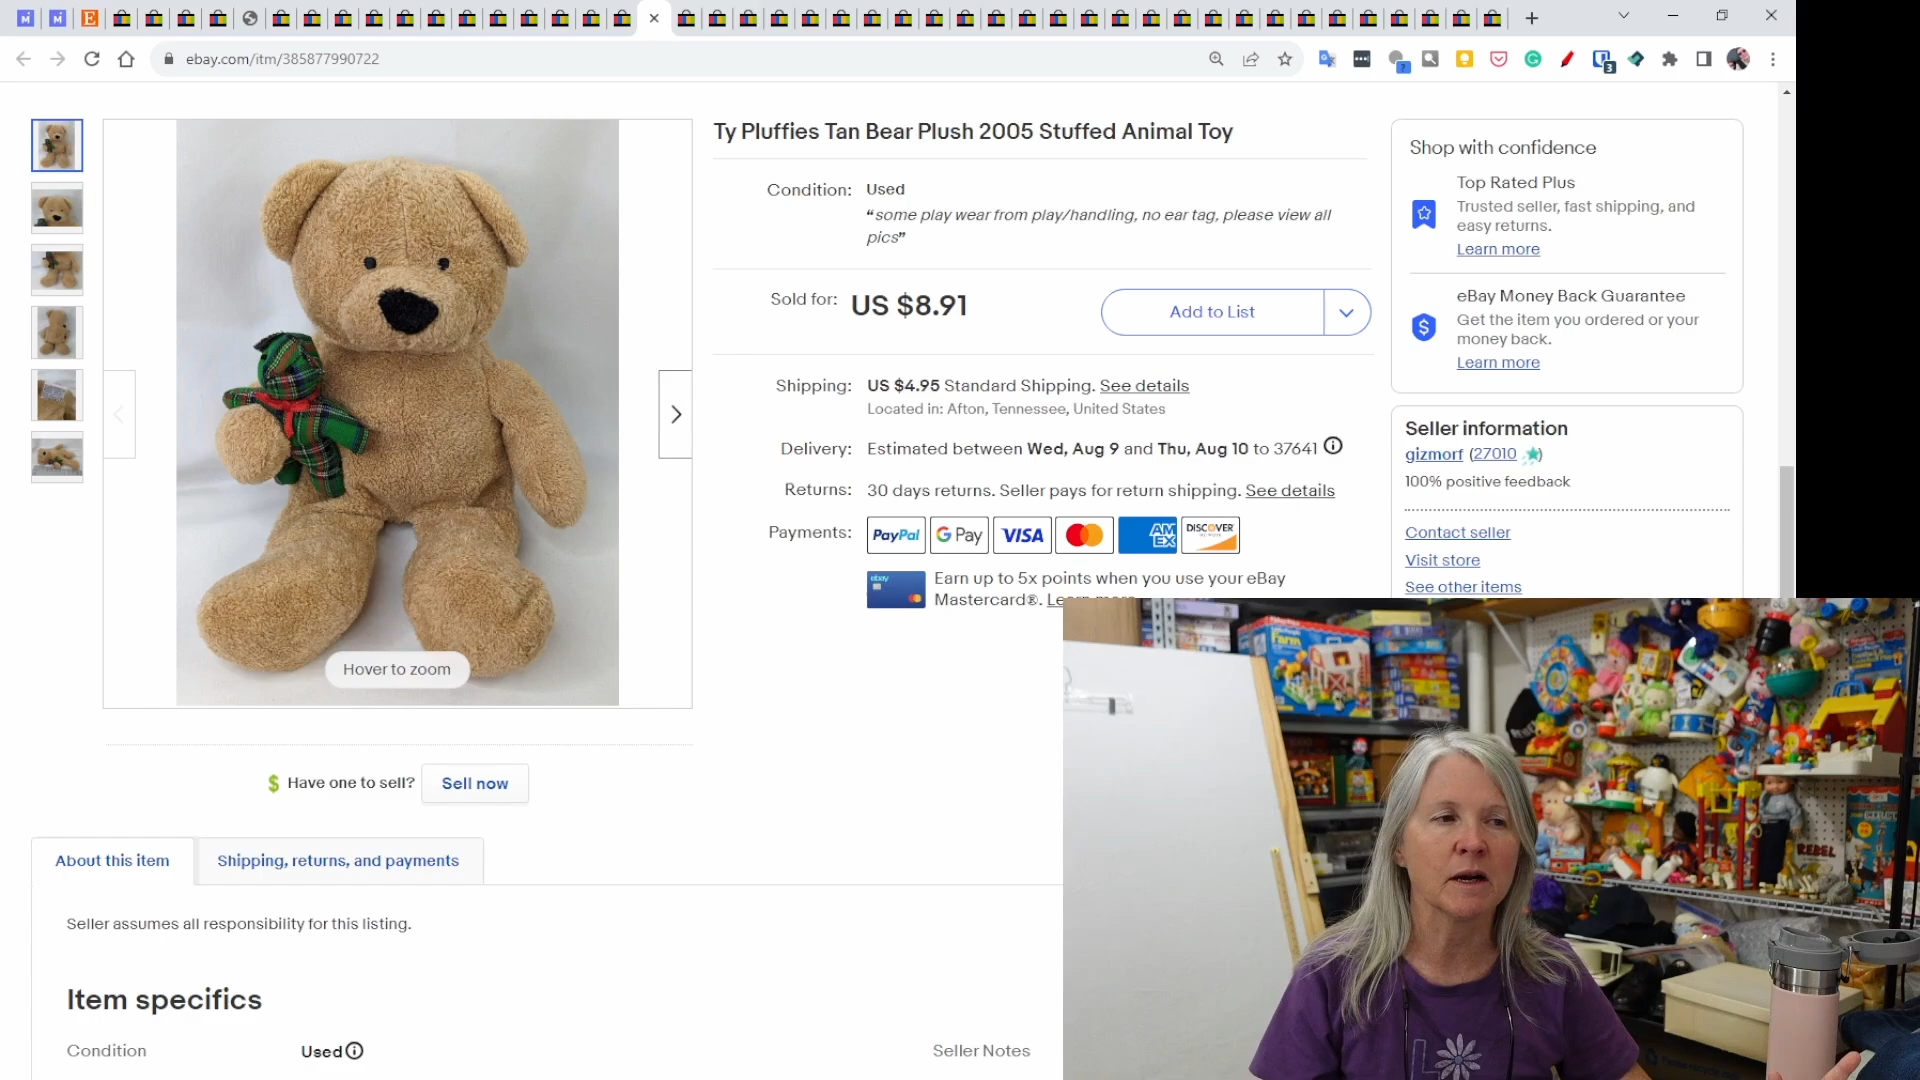 ebay.com/itm/385877990722
Ty Pluffies Tan Bear Plush 2005 Stuffed Animal Toy
Condition: Used
❝some play wear from play/handling, no ear tag, please view all
pics❞
Sold for: US $8.91
Add to List
Shipping: US $4.95 Standard Shipping. See details
Located in: Afton, Tennessee, United States
Delivery: Estimated between Wed, Aug 9 and Thu, Aug 10 to 37641
Returns: 30 days returns. Seller pays for return shipping. See details
Payments: PayPal G Pay VISA AM EX DISCOVER
ebay
Earn up to 5x points when you use your eBay
Mastercard®. Learn more
Shop with confidence
Top Rated Plus
Trusted seller, fast shipping, and
easy returns.
Learn more
eBay Money Back Guarantee
Get the item you ordered or your
money back.
Learn more
Seller information
gizmorf (27010)
100% positive feedback
Contact seller
Visit store
See other items
Hover to zoom
Have one to sell? Sell now
About this item
Shipping, returns, and payments
Seller assumes all responsibility for this listing.
Item specifics
Condition
Used
Seller Notes
Farm
REBEL